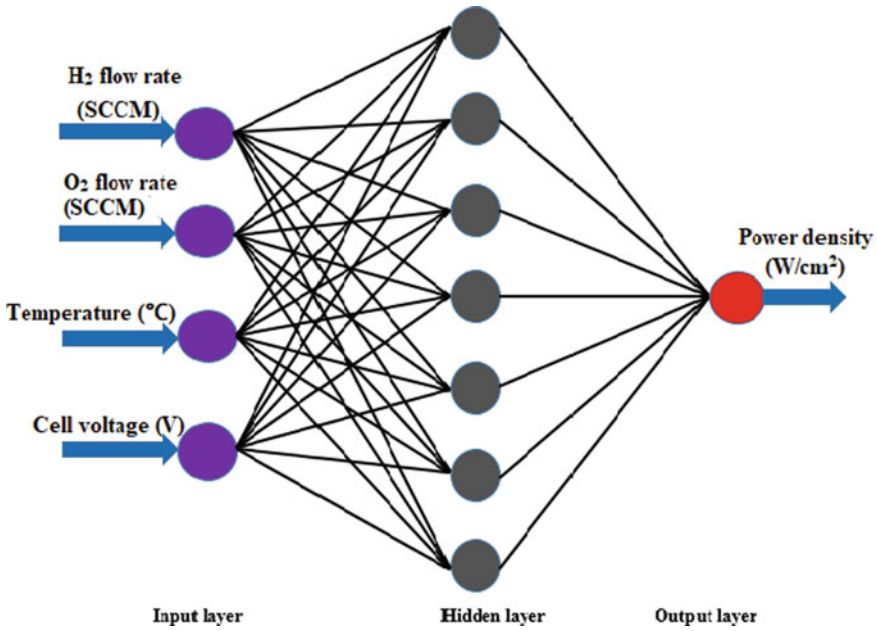 H₂ flow rate
(SCCM)
O₂ flow rate
(SCCM)
Temperature (°C)
Cell voltage (V)
Power density
(W/cm²)
Input layer
Hidden layer
Output layer